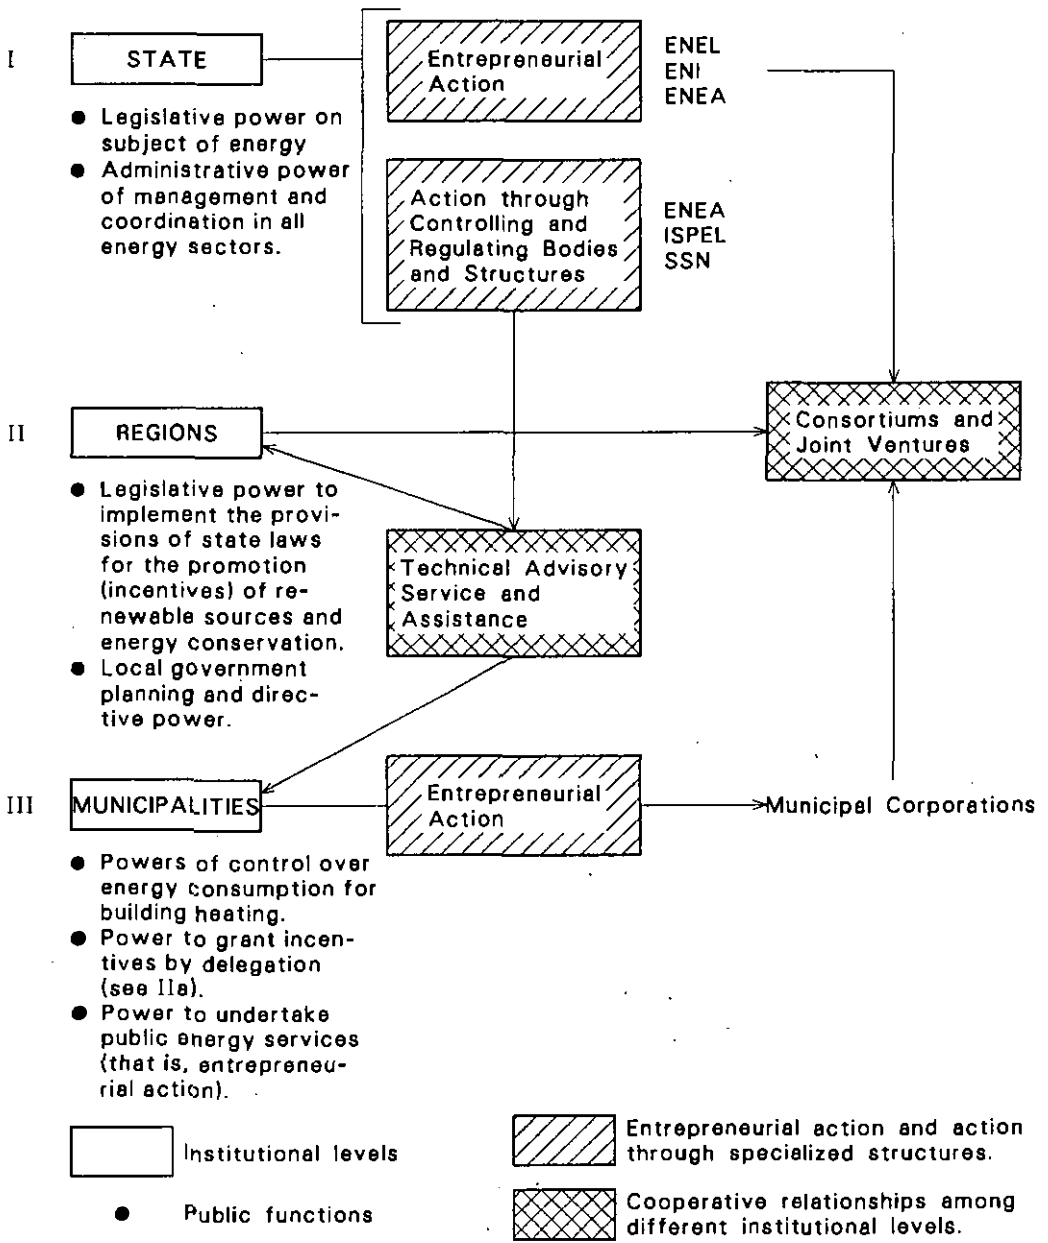 I
STATE
● Legislative power on
subject of energy
● Administrative power
of management and
coordination in all
energy sectors.
Entrepreneurial
Action
ENEL
ENI
ENEA
Action through
Controlling and
Regulating Bodies
and Structures
ENEA
ISPEL
SSN
II
REGIONS
Consortiums and
Joint Ventures
● Legislative power to
implement the provi-
sions of state laws
for the promotion
(incentives) of re-
newable sources and
energy conservation.
● Local government
planning and direc-
tive power.
Technical Advisory
Service and
Assistance
III
MUNICIPALITIES
Entrepreneurial
Action
Municipal Corporations
● Powers of control over
energy consumption for
building heating.
● Power to grant incen-
tives by delegation
(see IIa).
● Power to undertake
public energy services
(that is, entrepreneu-
rial action).
Institutional levels
● Public functions
Entrepreneurial action and action
through specialized structures.
Cooperative relationships among
different institutional levels.